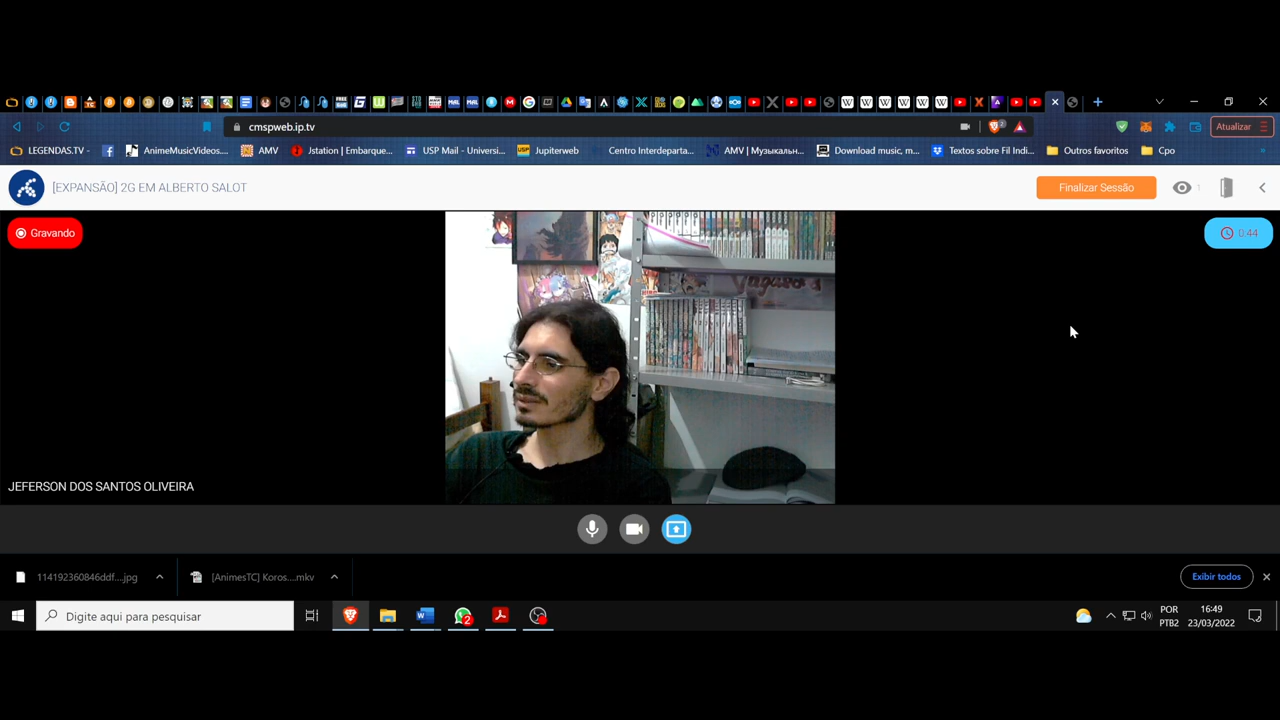 cmspweb.ip.tv
2
Atualizar
LEGENDAS.TV -
AnimeMusicVideos....
AMV
Jstation | Embarque...
USP Mail - Universi...
Jupiterweb
Centro Interdeparta...
AMV | Музыкальн...
Download music, m...
Textos sobre Fil Indi...
Outros favoritos
Cpo
[EXPANSÃO] 2G EM ALBERTO SALOT
Finalizar Sessão
1
Gravando
0:44
JEFERSON DOS SANTOS OLIVEIRA
114192360846ddf....jpg
[AnimesTC] Koros....mkv
Exibir todos
Digite aqui para pesquisar
2
POR
PTB2
16:49
23/03/2022